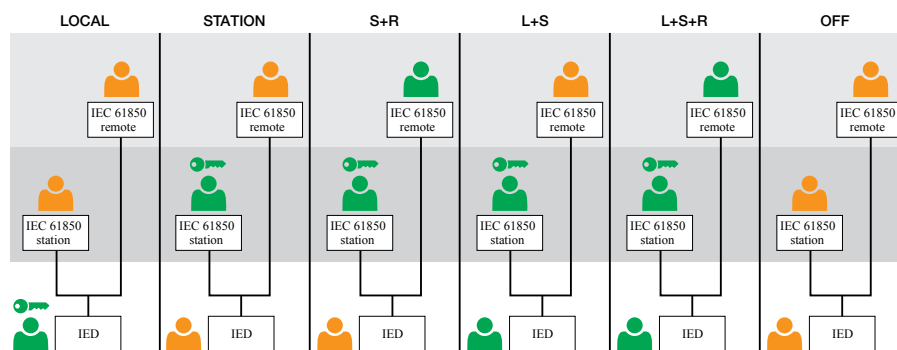 LOCAL STATION S+R L+S L+S+R OFF
IEC 61850 IEC 61850 IEC 61850 IEC 61850 IEC 61850 IEC 61850
remote remote remote remote remote remote
IEC 61850 IEC 61850 IEC 61850 IEC 61850 IEC 61850 IEC 61850
station station station station station station
IED IED IED IED IED IED